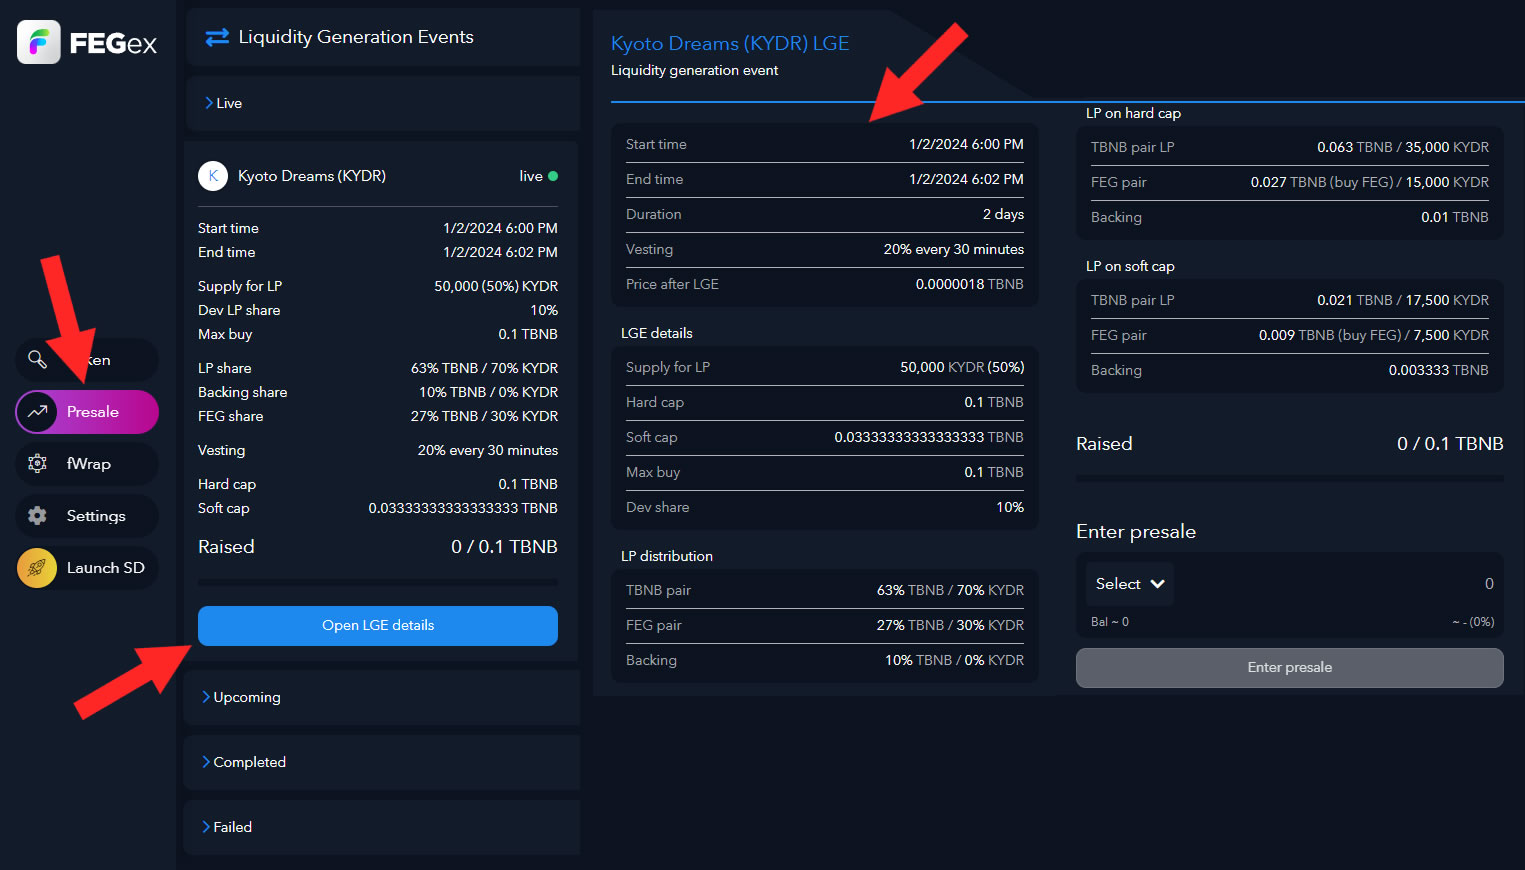 FEGex
Token
Presale
fWrap
Settings
Launch SD
Liquidity Generation Events
Live
K
Kyoto Dreams (KYDR) live
Start time 1/2/2024 6:00 PM
End time 1/2/2024 6:02 PM
Supply for LP 50,000 (50%) KYDR
Dev LP share 10%
Max buy 0.1 TBNB
LP share 63% TBNB / 70% KYDR
Backing share 10% TBNB / 0% KYDR
FEG share 27% TBNB / 30% KYDR
Vesting 20% every 30 minutes
Hard cap 0.1 TBNB
Soft cap 0.03333333333333333 TBNB
Raised 0 / 0.1 TBNB
Open LGE details
Upcoming
Completed
Failed
Kyoto Dreams (KYDR) LGE
Liquidity generation event
Start time 1/2/2024 6:00 PM
End time 1/2/2024 6:02 PM
Duration 2 days
Vesting 20% every 30 minutes
Price after LGE 0.0000018 TBNB
LGE details
Supply for LP 50,000 KYDR (50%)
Hard cap 0.1 TBNB
Soft cap 0.03333333333333333 TBNB
Max buy 0.1 TBNB
Dev share 10%
LP distribution
TBNB pair 63% TBNB / 70% KYDR
FEG pair 27% TBNB / 30% KYDR
Backing 10% TBNB / 0% KYDR
LP on hard cap
TBNB pair LP 0.063 TBNB / 35,000 KYDR
FEG pair 0.027 TBNB (buy FEG) / 15,000 KYDR
Backing 0.01 TBNB
LP on soft cap
TBNB pair LP 0.021 TBNB / 17,500 KYDR
FEG pair 0.009 TBNB (buy FEG) / 7,500 KYDR
Backing 0.003333 TBNB
Raised 0 / 0.1 TBNB
Enter presale
Select 0
Bal ~ 0 ~ - (0%)
Enter presale